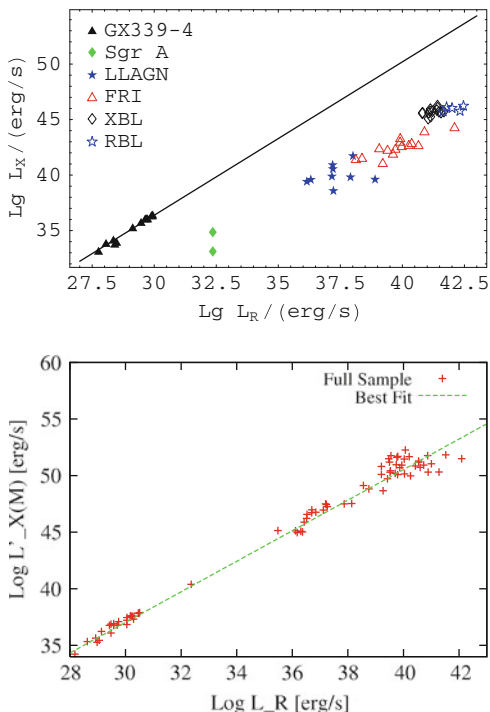 GX339-4
Sgr A
LLAGN
FRI
XBL
RBL
Lg L_X/(erg/s)
50
45
40
35
27.5 30 32.5 35 37.5 40 42.5
Lg L_R/(erg/s)
Full Sample
Best Fit
Log L'_X(M) [erg/s]
60
55
50
45
40
35
28 30 32 34 36 38 40 42
Log L_R [erg/s]